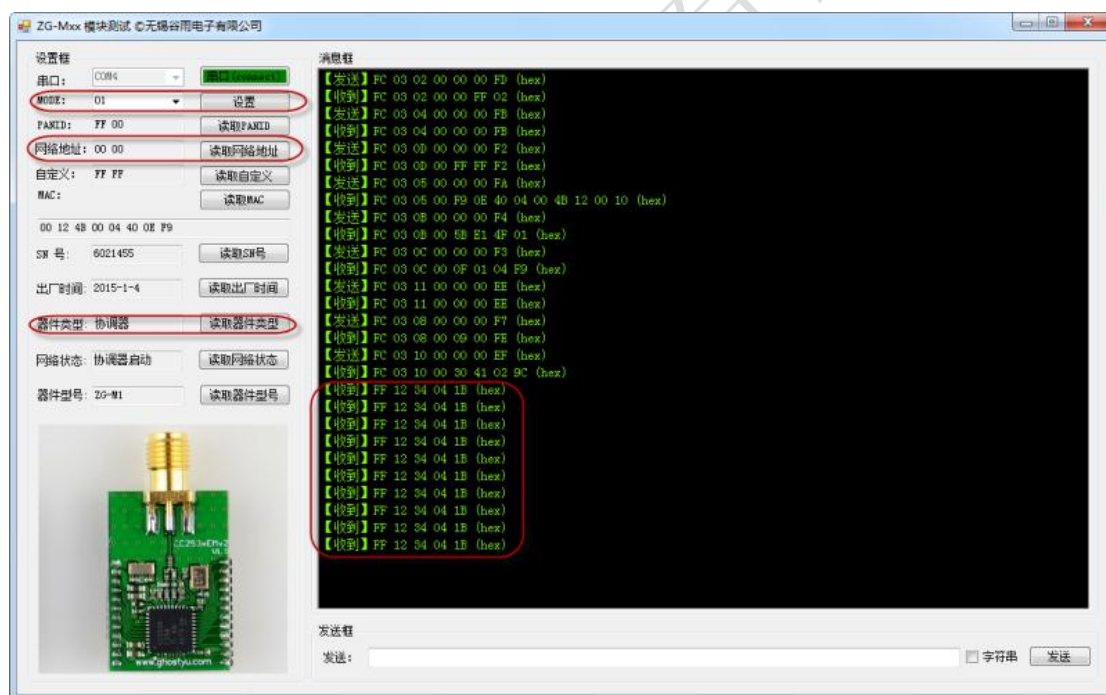 ZG-Mxx 模块测试 ©无锡谷雨电子有限公司
设置框
串口: COM4 串口(connect)
MODE: 01 设置
PANID: FF 00 读取PANID
网络地址: 00 00 读取网络地址
自定义: FF FF 读取自定义
MAC: 读取MAC
00 12 4B 00 04 40 0E F9
SN 号: 6021455 读取SN号
出厂时间: 2015-1-4 读取出厂时间
器件类型: 协调器 读取器件类型
网络状态: 协调器启动 读取网络状态
器件型号: ZG-M1 读取器件型号
CC253xEMv2
V1.
www.ghostyu.com
消息框
【发送】FC 03 02 00 00 00 FD (hex)
【收到】FC 03 02 00 00 FF 02 (hex)
【发送】FC 03 04 00 00 00 FB (hex)
【收到】FC 03 04 00 00 00 FB (hex)
【发送】FC 03 0D 00 00 00 F2 (hex)
【收到】FC 03 0D 00 FF FF F2 (hex)
【发送】FC 03 05 00 00 00 FA (hex)
【收到】FC 03 05 00 F9 0E 40 04 00 4B 12 00 10 (hex)
【发送】FC 03 0B 00 00 00 F4 (hex)
【收到】FC 03 0B 00 5B E1 4F 01 (hex)
【发送】FC 03 0C 00 00 00 F3 (hex)
【收到】FC 03 0C 00 0F 01 04 F9 (hex)
【发送】FC 03 11 00 00 00 EE (hex)
【收到】FC 03 11 00 00 00 EE (hex)
【发送】FC 03 08 00 00 00 F7 (hex)
【收到】FC 03 08 00 09 00 FE (hex)
【发送】FC 03 10 00 00 00 EF (hex)
【收到】FC 03 10 00 30 41 02 9C (hex)
【收到】FF 12 34 04 1B (hex)
【收到】FF 12 34 04 1B (hex)
【收到】FF 12 34 04 1B (hex)
【收到】FF 12 34 04 1B (hex)
【收到】FF 12 34 04 1B (hex)
【收到】FF 12 34 04 1B (hex)
【收到】FF 12 34 04 1B (hex)
【收到】FF 12 34 04 1B (hex)
【收到】FF 12 34 04 1B (hex)
【收到】FF 12 34 04 1B (hex)
发送框
发送: 字符串 发送